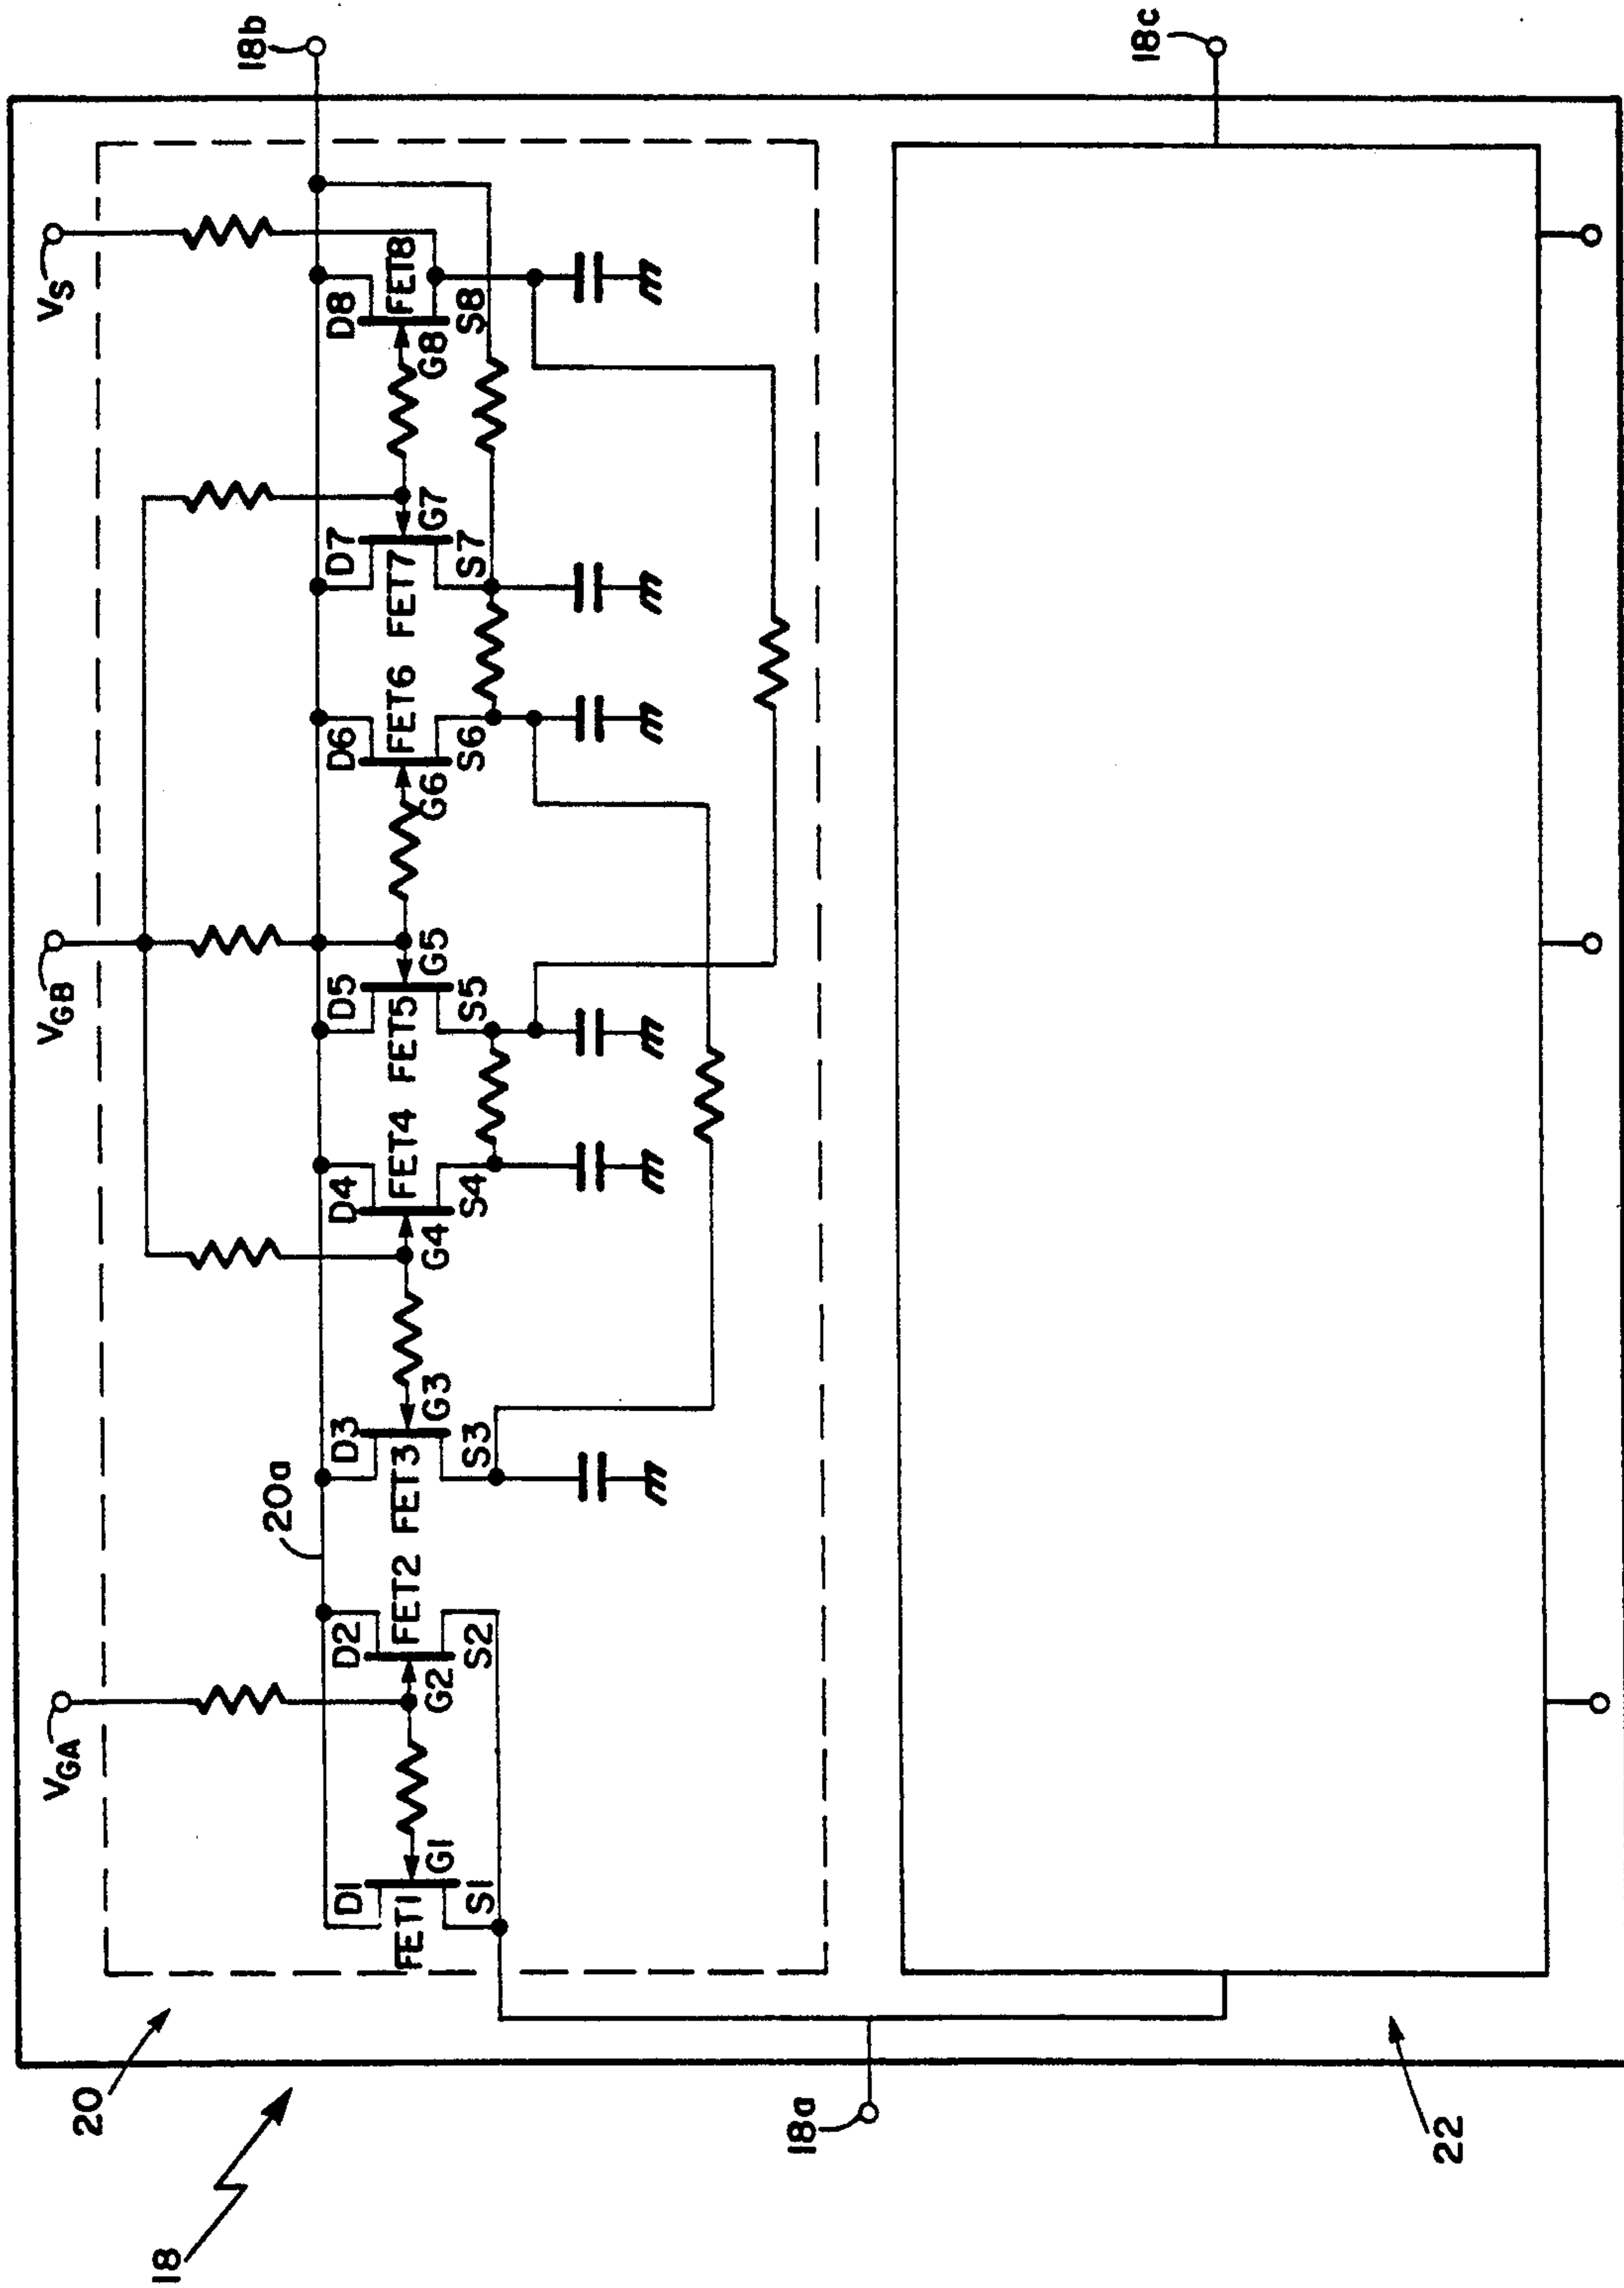 18
20
18a
22
VGA
VGB
VS
18b
18c
20a
D1
FET1
G1
S1
D2
FET2
G2
S2
D3
FET3
G3
S3
D4
FET4
G4
S4
D5
FET5
G5
S5
D6
FET6
G6
S6
D7
FET7
G7
S7
D8
FET8
G8
S8